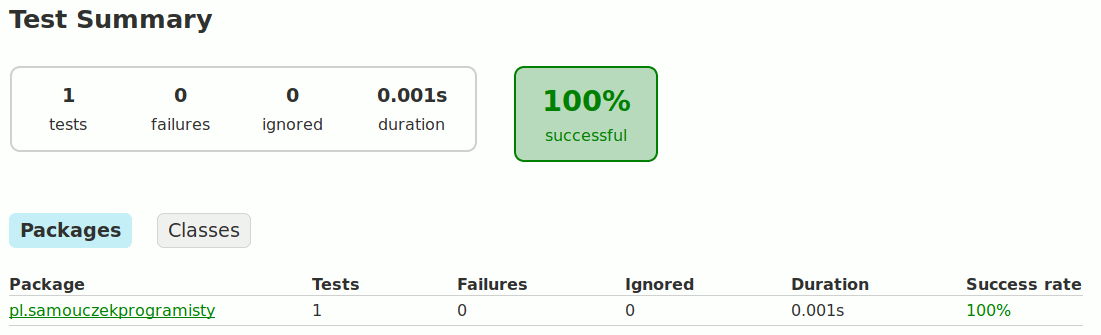 Test Summary
1 0 0 0.001s
tests failures ignored duration
100%
successful
Packages Classes
Package Tests Failures Ignored Duration Success rate
pl.samouczekprogramisty 1 0 0 0.001s 100%